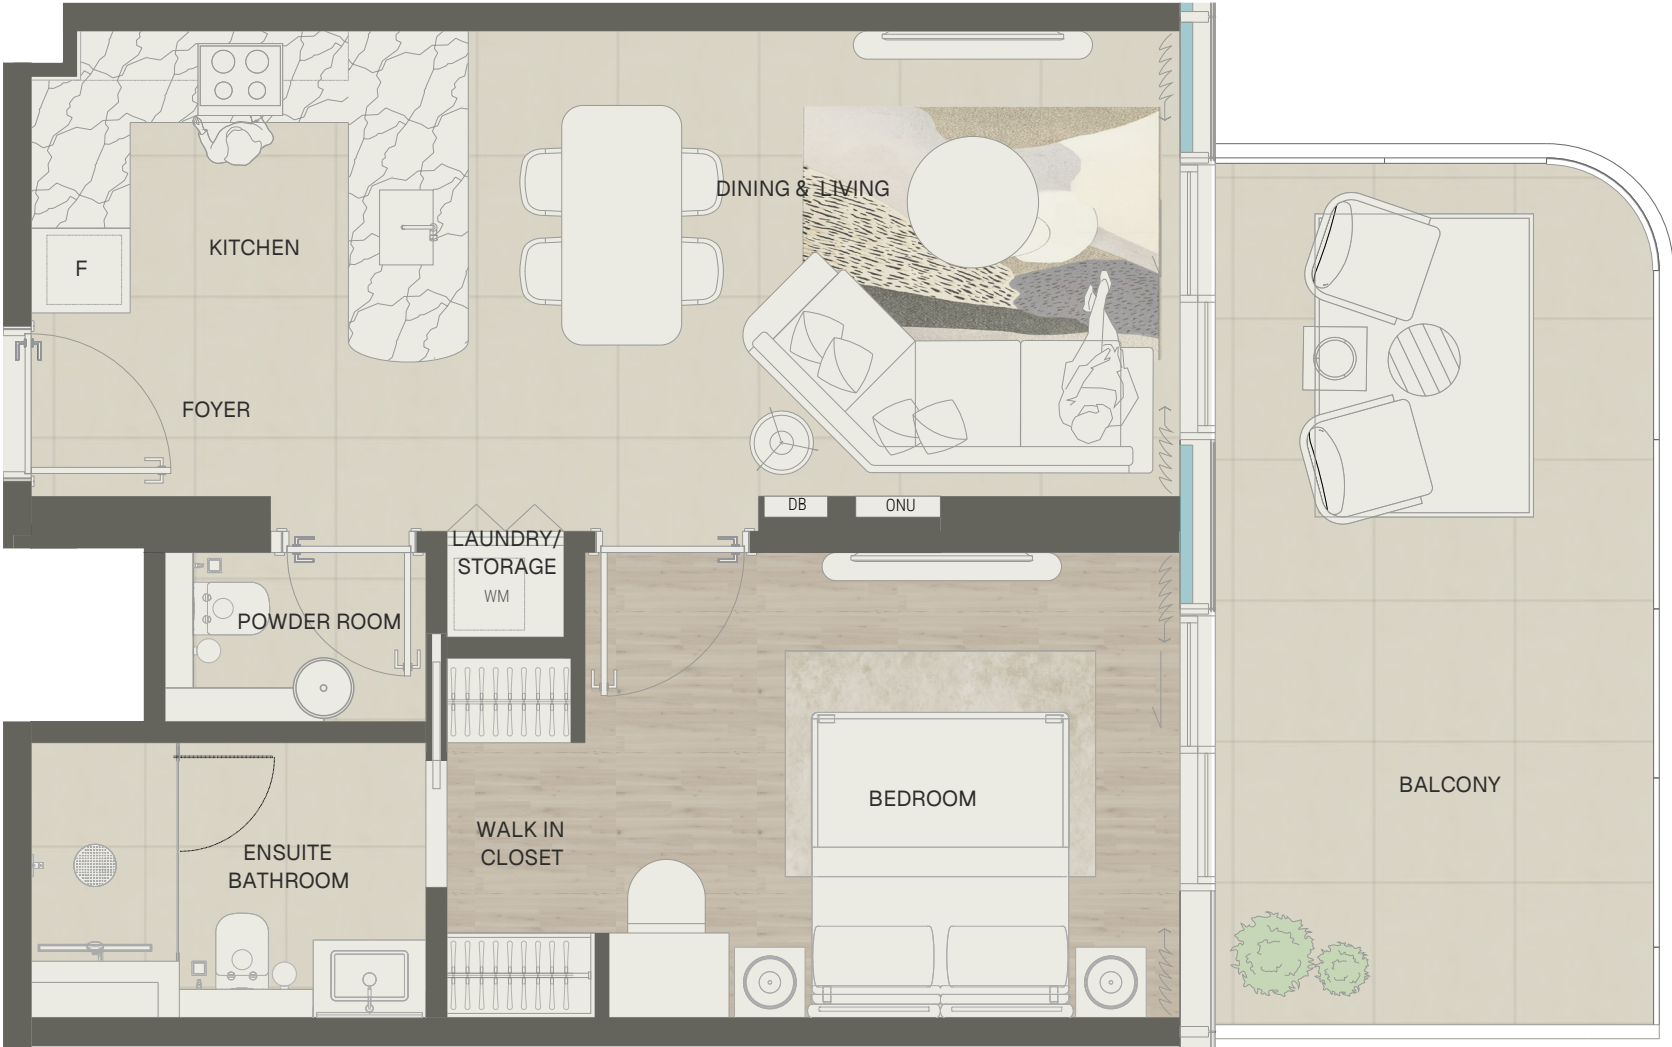 DINING & LIVING
KITCHEN
F
FOYER
DB
ONU
LAUNDRY/
STORAGE
WM
POWDER ROOM
BALCONY
BEDROOM
WALK IN
CLOSET
ENSUITE
BATHROOM